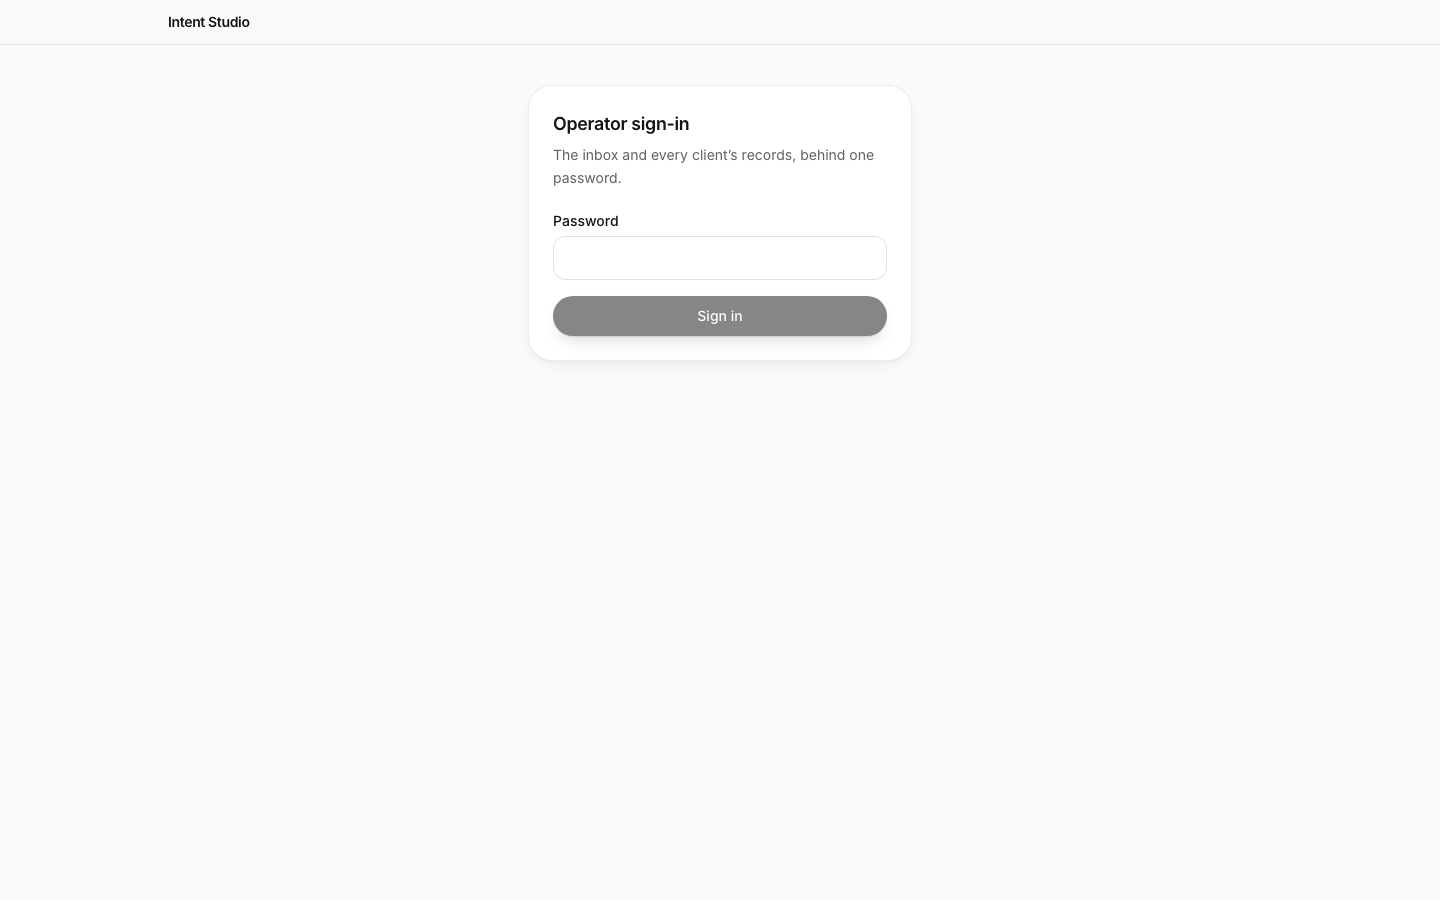 Intent Studio
Operator sign-in
The inbox and every client’s records, behind one
password.
Password
Sign in